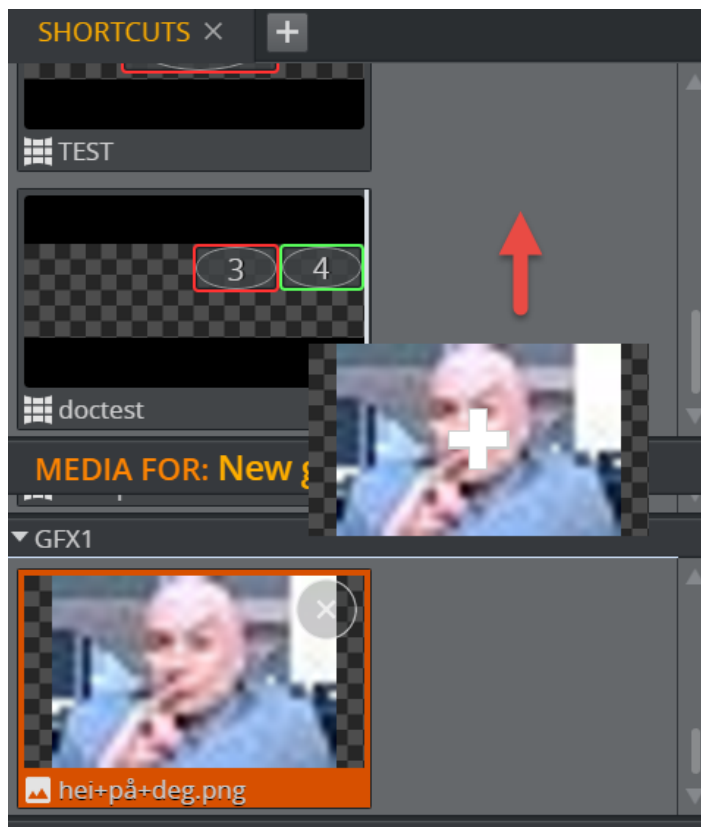 SHORTCUTS
TEST
3 4
doctest
MEDIA FOR: New
GFX1
hei+på+deg.png